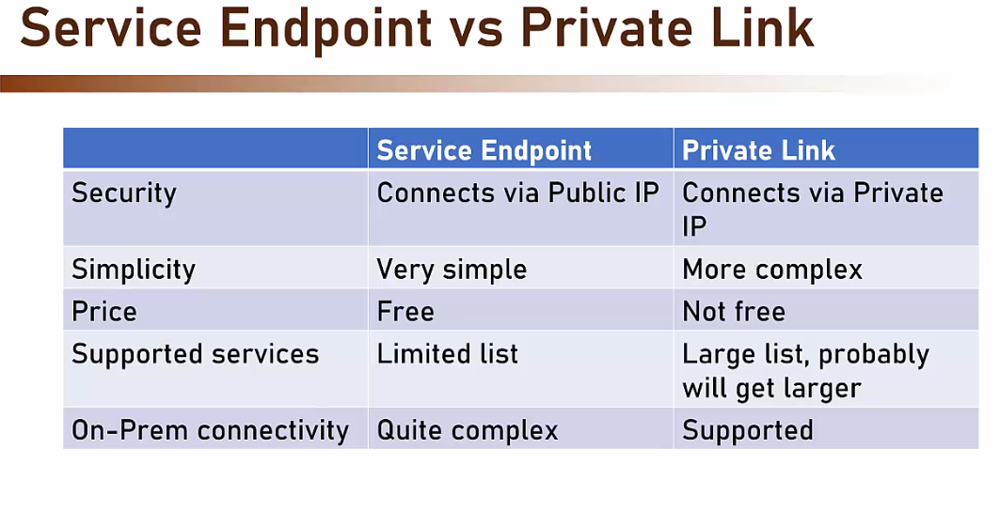 Service Endpoint vs Private Link
Service Endpoint
Private Link
Security
Connects via Public IP
Connects via Private
IP
Simplicity
Very simple
More complex
Price
Free
Not free
Supported services
Limited list
Large list, probably
will get larger
On-Prem connectivity
Quite complex
Supported